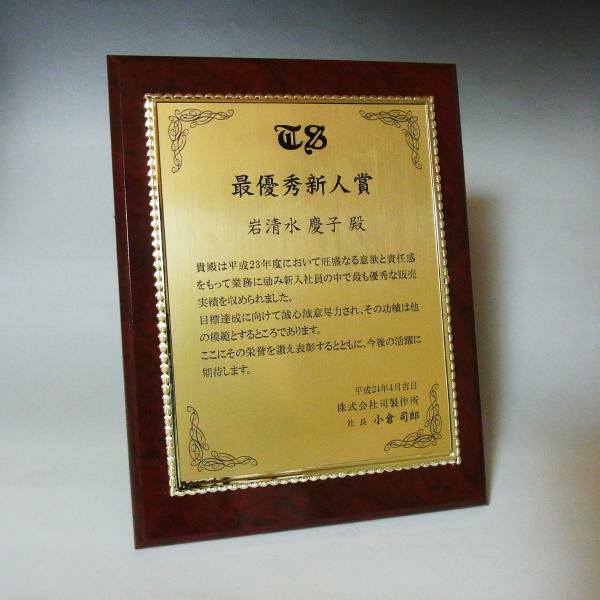 TS
最優秀新人賞
岩清水 慶子 殿
貴殿は平成23年度において旺盛なる意欲と責任感
をもって業務に励み新入社員の中で最も優秀な販売
実績を収められました。
目標達成に向けて誠心誠意尽力され、その功績は他
の模範とするところであります。
ここにその栄誉を讃え表彰するとともに、今後の活躍に
期待します。
平成24年4月吉日
株式会社司製作所
社長 小倉 司郎